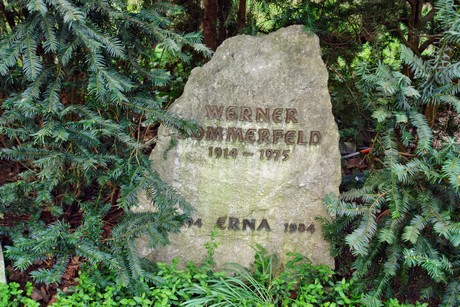 WERNER
SOMMERFELD
1914 – 1975
ERNA 1984